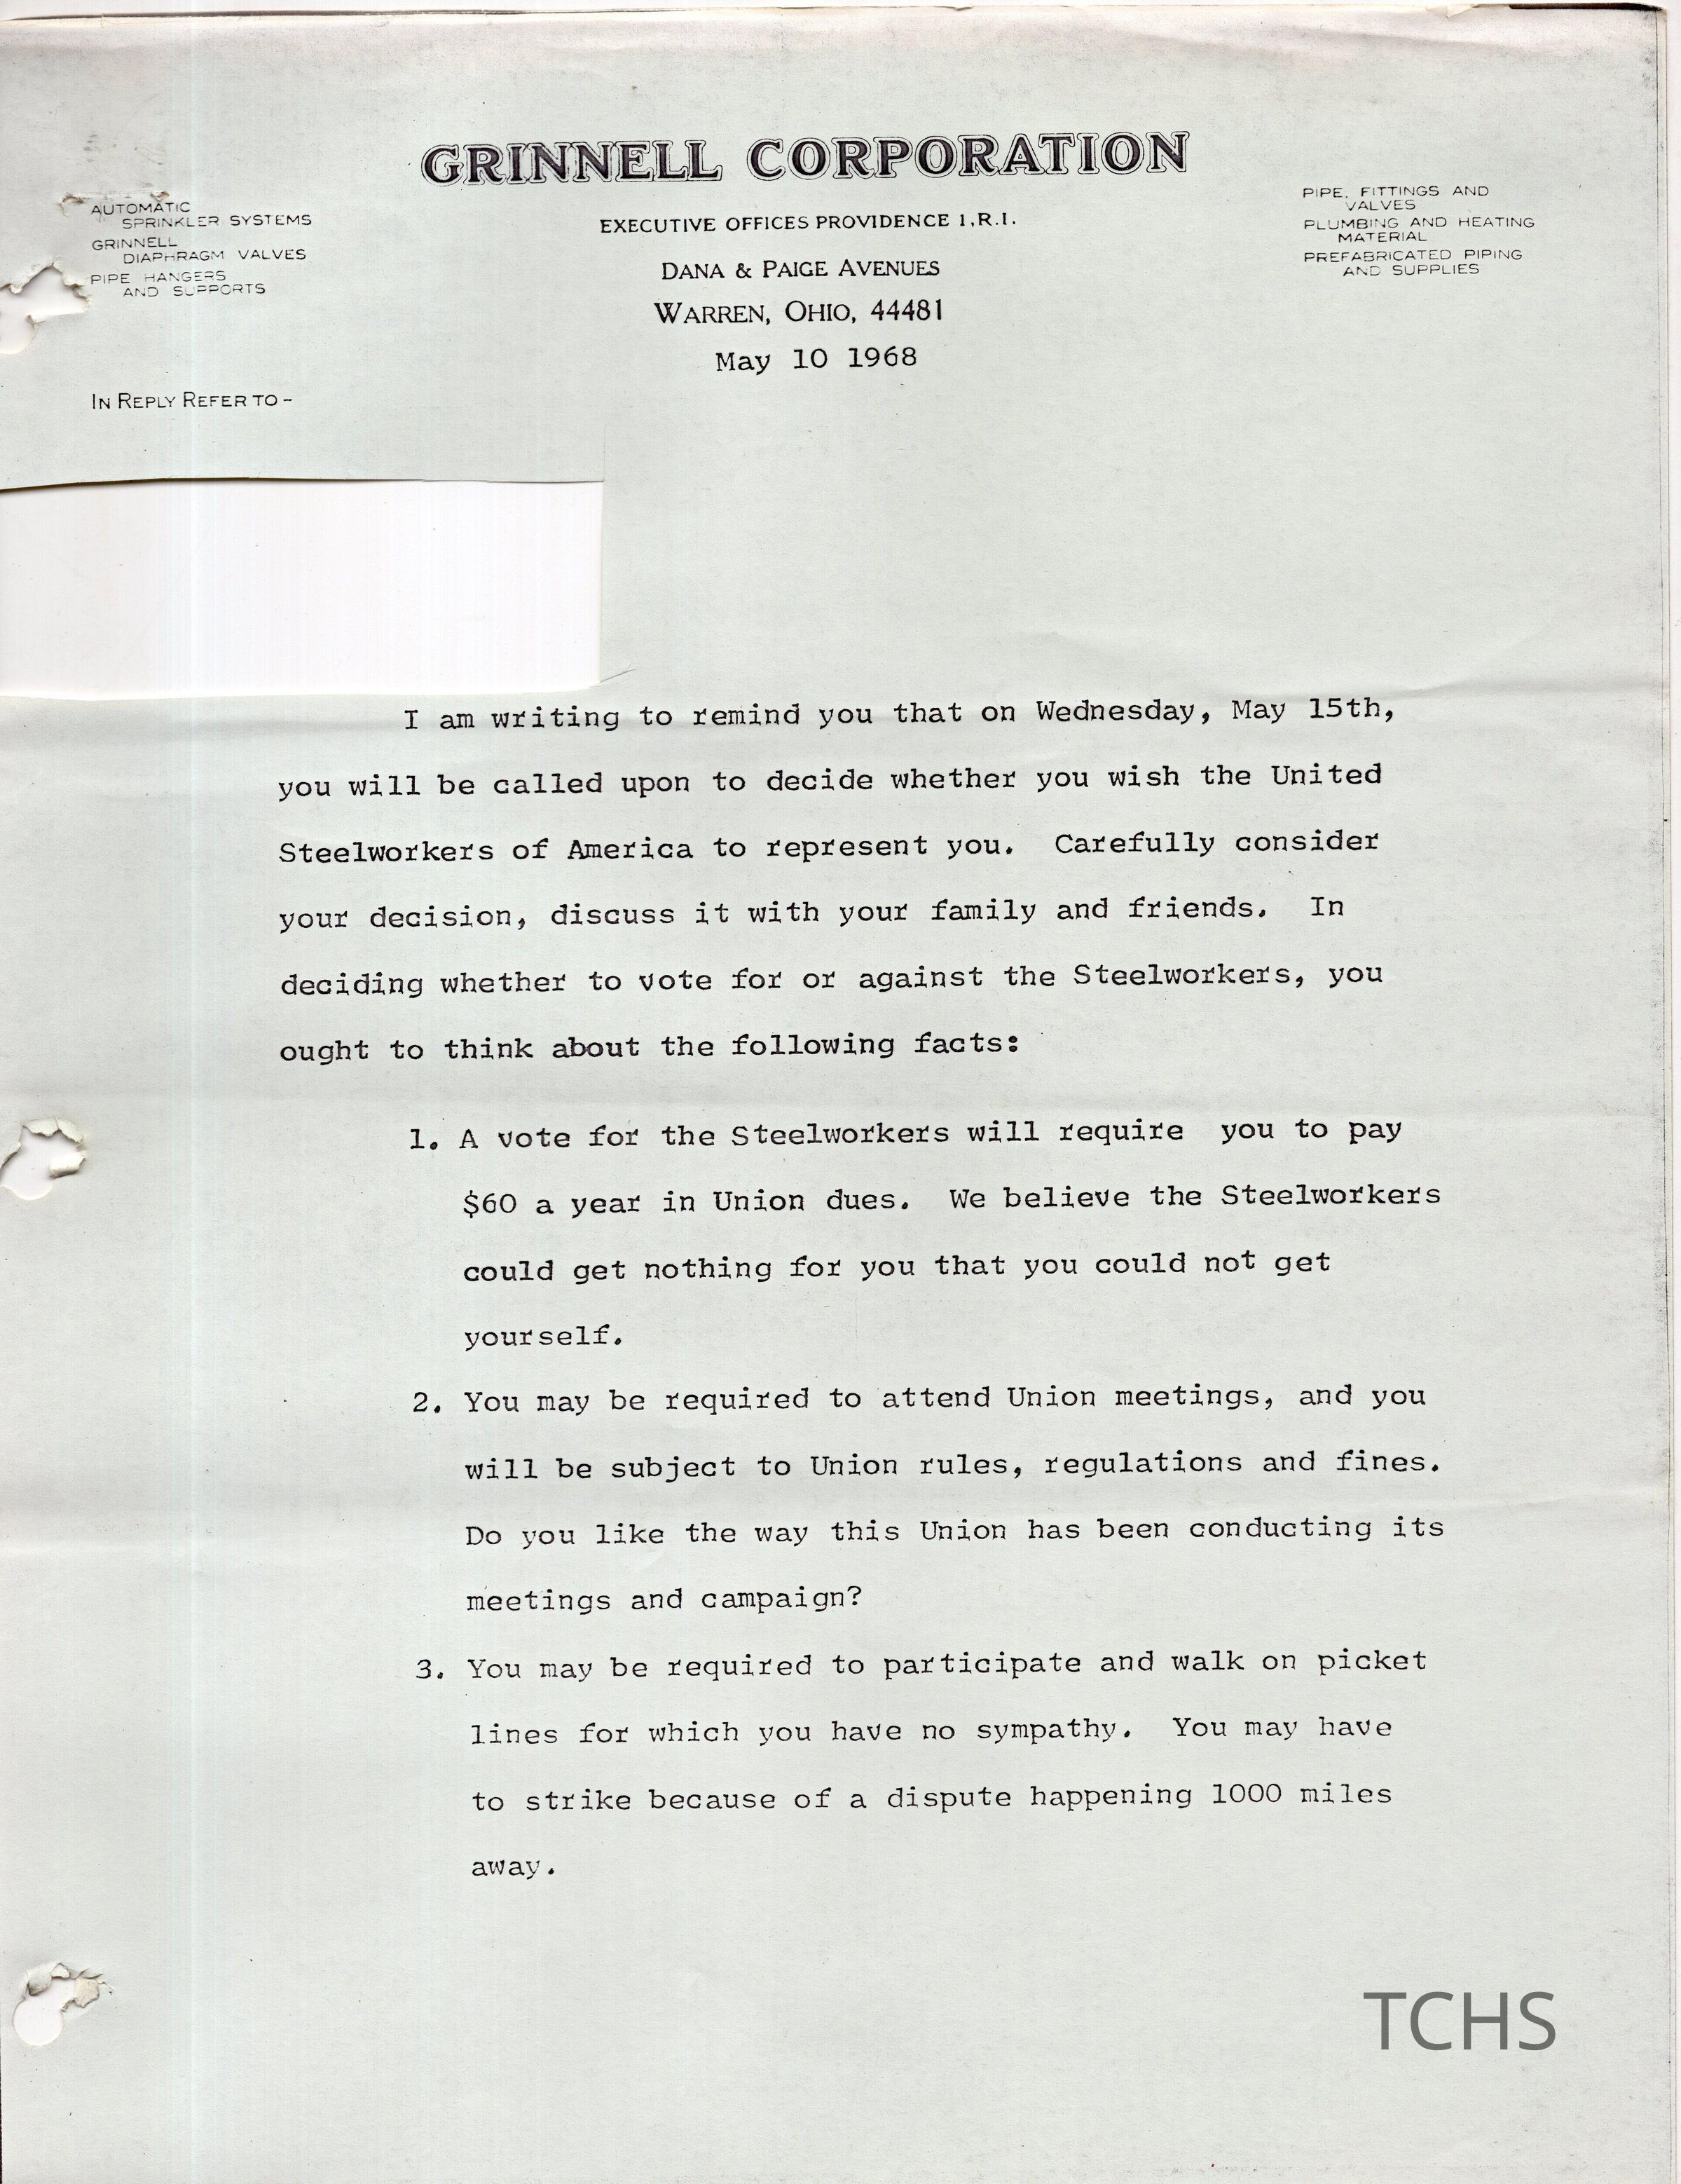 GRINNELL CORPORATION
AUTOMATIC
SPRINKLER SYSTEMS
GRINNELL
DIAPHRAGM VALVES
PIPE HANGERS
AND SUPPORTS
EXECUTIVE OFFICES PROVIDENCE 1, R.I.
DANA & PAIGE AVENUES
WARREN, OHIO, 44481
May 10 1968
PIPE, FITTINGS AND
VALVES
PLUMBING AND HEATING
MATERIAL
PREFABRICATED PIPING
AND SUPPLIES
IN REPLY REFER TO -
I am writing to remind you that on Wednesday, May 15th,
you will be called upon to decide whether you wish the United
Steelworkers of America to represent you. Carefully consider
your decision, discuss it with your family and friends. In
deciding whether to vote for or against the Steelworkers, you
ought to think about the following facts:
1. A vote for the Steelworkers will require you to pay
$60 a year in Union dues. We believe the Steelworkers
could get nothing for you that you could not get
yourself.
2. You may be required to attend Union meetings, and you
will be subject to Union rules, regulations and fines.
Do you like the way this Union has been conducting its
meetings and campaign?
3. You may be required to participate and walk on picket
lines for which you have no sympathy. You may have
to strike because of a dispute happening 1000 miles
away.
TCHS